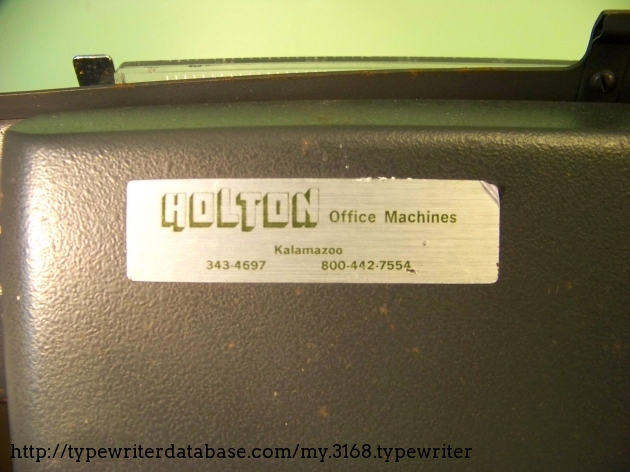 HOLTON Office Machines
Kalamazoo
343-4697 800-442-7554
http://typewriterdatabase.com/my.3168.typewriter